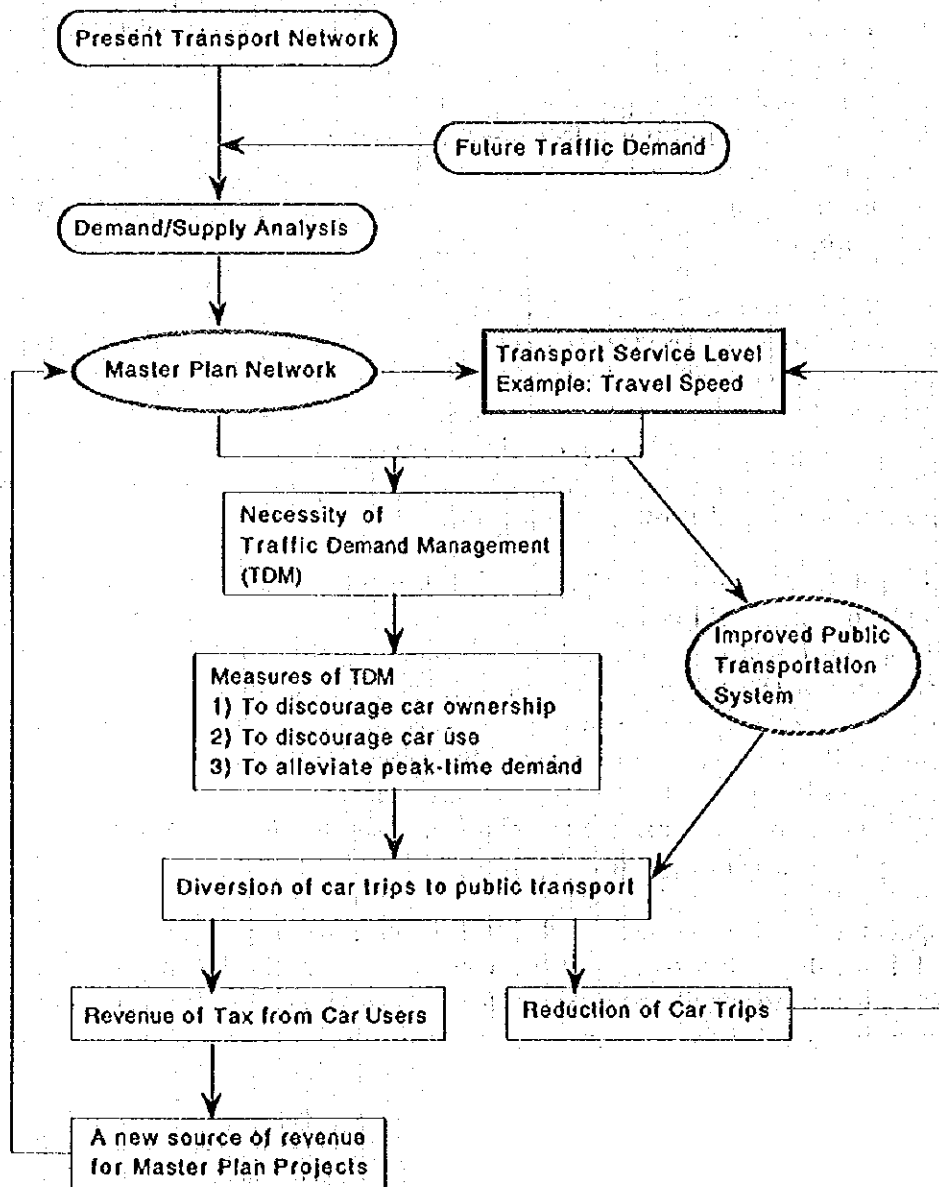 Present Transport Network
Future Traffic Demand
Demand/Supply Analysis
Master Plan Network
Transport Service Level
Example: Travel Speed
Necessity of
Traffic Demand Management
(TDM)
Improved Public
Transportation
System
Measures of TDM
1) To discourage car ownership
2) To discourage car use
3) To alleviate peak-time demand
Diversion of car trips to public transport
Revenue of Tax from Car Users
Reduction of Car Trips
A new source of revenue
for Master Plan Projects